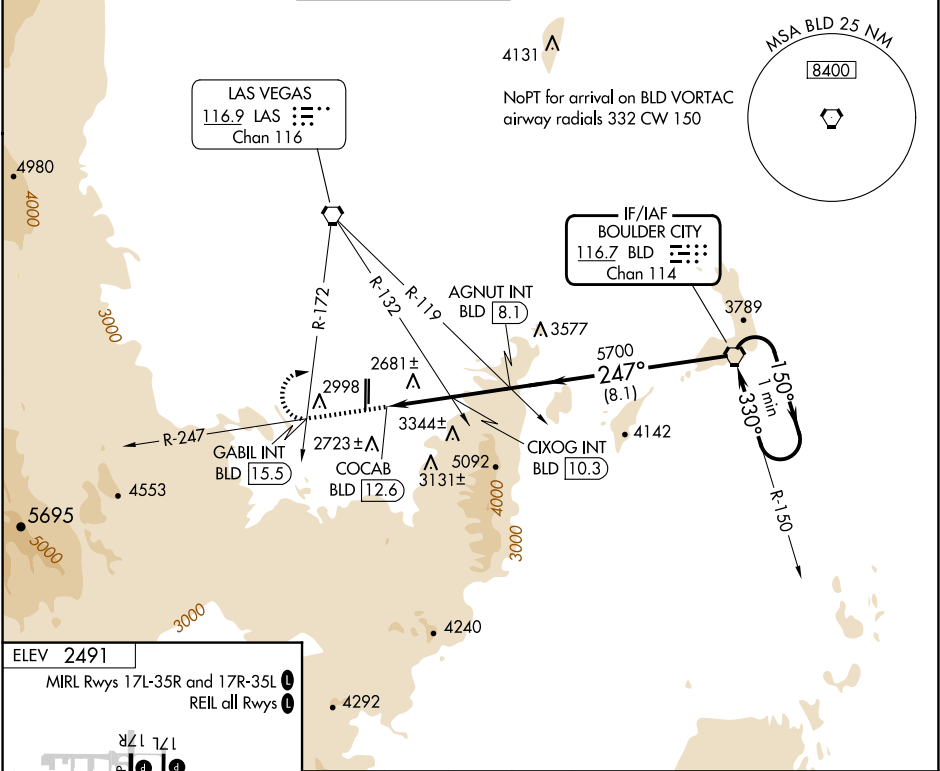 MSA BLD 25 NM
8400
4131
NoPT for arrival on BLD VORTAC
airway radials 332 CW 150
LAS VEGAS
116.9 LAS
Chan 116
4980
4000
IF/IAF
BOULDER CITY
116.7 BLD
Chan 114
R-172
R-132
R-119
AGNUT INT
BLD 8.1
3577
3789
3000
5700
247°
(8.1)
150°
1 min
330°
2681±
2998
R-247
GABIL INT
BLD 15.5
2723±
COCAB
BLD 12.6
3344±
3131±
5092
4000
3000
CIXOG INT
BLD 10.3
4142
4553
5695
5000
R-150
3000
4240
4292
ELEV 2491
MIRL Rwys 17L-35R and 17R-35L L
REIL all Rwys L
17R 17L
P P